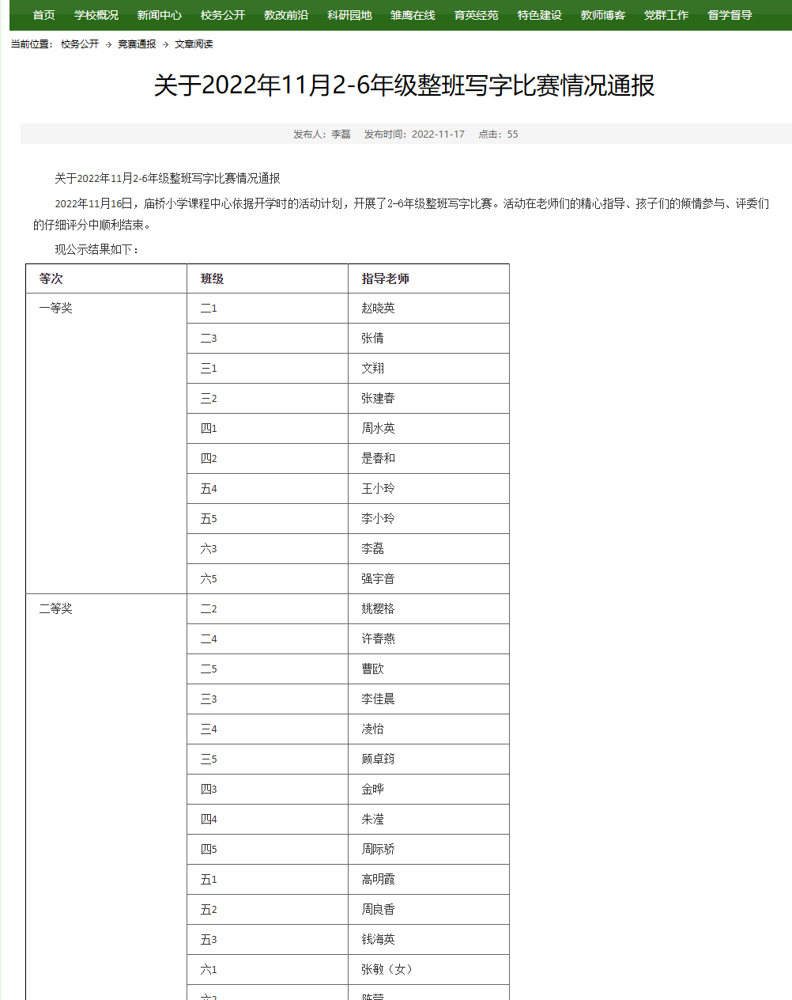 首页 学校概况 新闻中心 校务公开 教改前沿 科研园地 雏鹰在线 育英经苑 特色建设 教师博客 党群工作 督学督导
当前位置： 校务公开 → 竞赛通报 → 文章阅读
关于2022年11月2-6年级整班写字比赛情况通报
发布人：李磊 发布时间：2022-11-17 点击：55
关于2022年11月2-6年级整班写字比赛情况通报
2022年11月16日，庙桥小学课程中心依据开学时的活动计划，开展了2-6年级整班写字比赛。活动在老师们的精心指导、孩子们的倾情参与、评委们
的仔细评分中顺利结束。
现公示结果如下：
等次 班级 指导老师
一等奖 二1 赵晓英
二3 张倩
三1 文翔
三2 张建春
四1 周水英
四2 是春和
五4 王小玲
五5 李小玲
六3 李磊
六5 强宇音
二等奖 二2 姚樱格
二4 许春燕
二5 曹欧
三3 李佳晨
三4 凌怡
三5 顾卓筠
四3 金晔
四4 朱滢
四5 周际骄
五1 高明霞
五2 周良香
五3 钱海英
六1 张敏（女）
六2